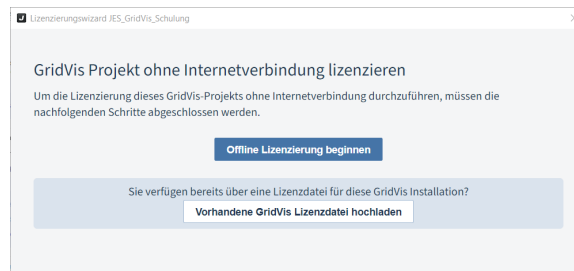 Lizenzierungswizard JES_GridVis_Schulung
GridVis Projekt ohne Internetverbindung lizenzieren
Um die Lizenzierung dieses GridVis-Projekts ohne Internetverbindung durchzuführen, müssen die
nachfolgenden Schritte abgeschlossen werden.
Offline Lizenzierung beginnen
Sie verfügen bereits über eine Lizenzdatei für diese GridVis Installation?
Vorhandene GridVis Lizenzdatei hochladen